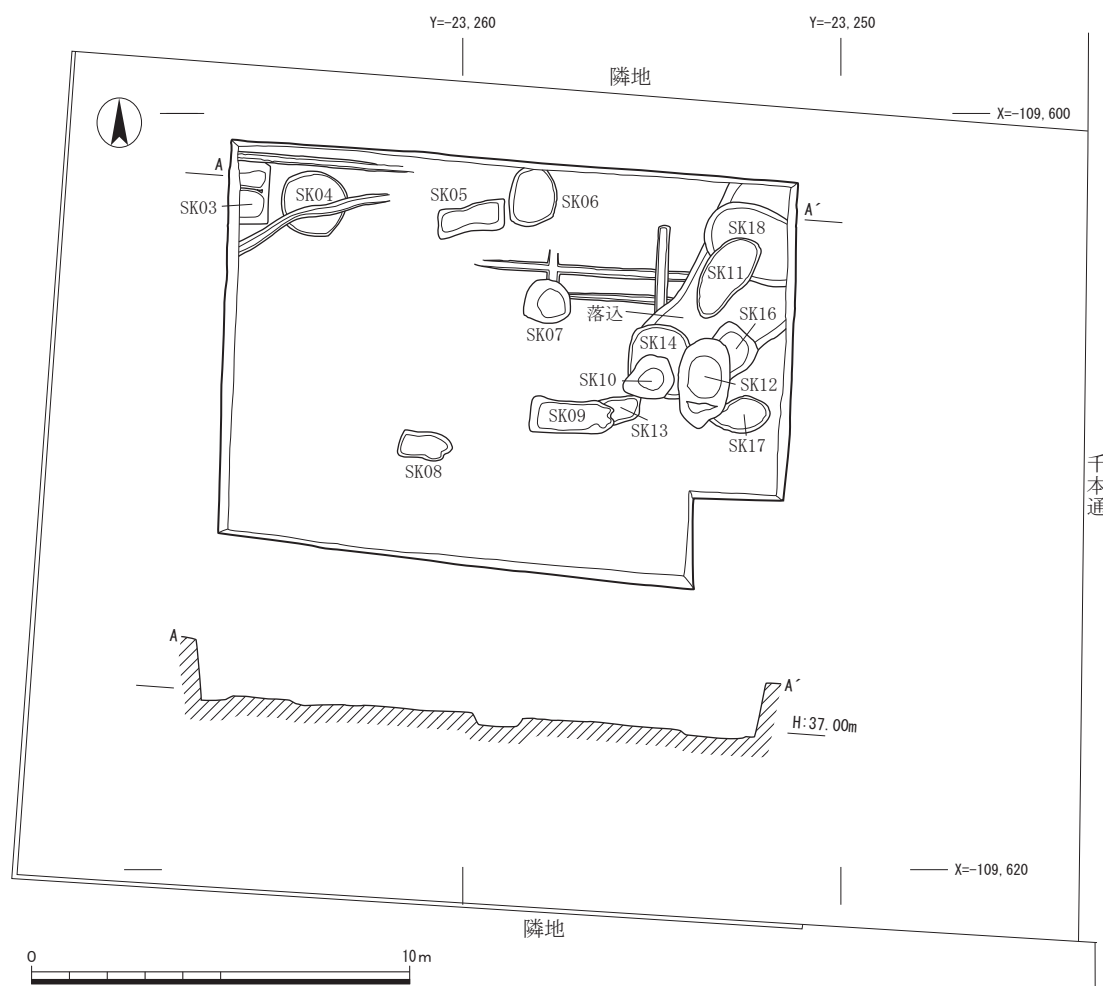 Y=-23,260
Y=-23,250
隣地
X=-109,600
A
SK03
SK04
SK05
SK06
A´
SK18
SK11
落込
SK07
SK16
SK14
SK10
SK12
SK09
SK13
SK17
SK08
千本通
A
A´
H:37.00m
X=-109,620
隣地
0
10m